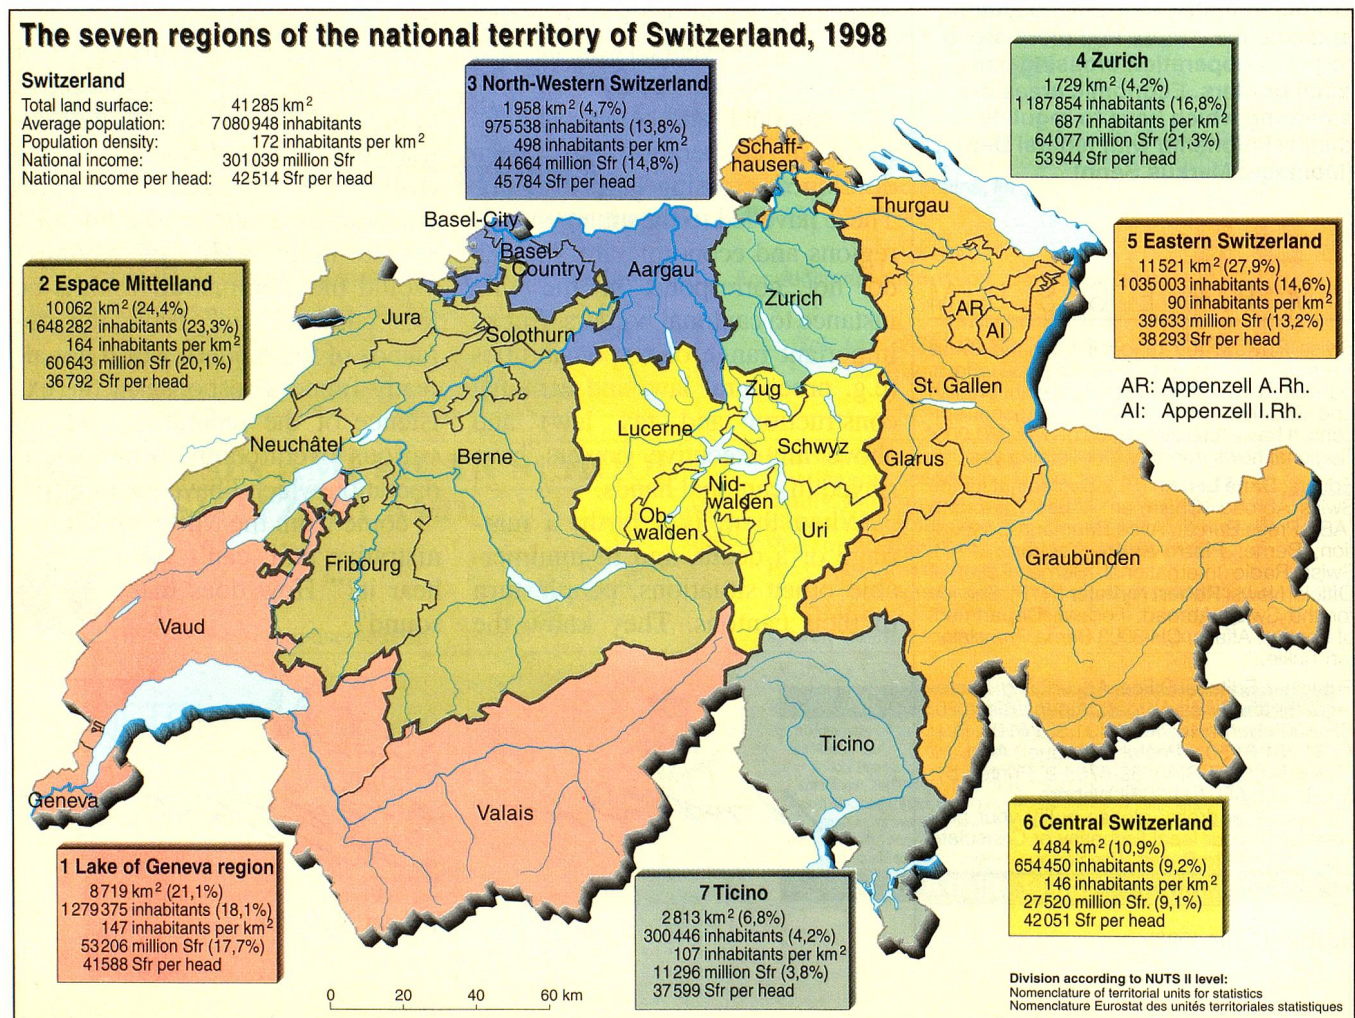 The seven regions of the national territory of Switzerland, 1998
Switzerland
Total land surface: 41 285 km²
Average population: 7 080 948 inhabitants
Population density: 172 inhabitants per km²
National income: 301 039 million Sfr
National income per head: 42 514 Sfr per head
3 North-Western Switzerland
1 958 km² (4,7%)
975 538 inhabitants (13,8%)
498 inhabitants per km²
44 664 million Sfr (14,8%)
45 784 Sfr per head
4 Zurich
1 729 km² (4,2%)
1 187 854 inhabitants (16,8%)
687 inhabitants per km²
64 077 million Sfr (21,3%)
53 944 Sfr per head
2 Espace Mittelland
10 062 km² (24,4%)
1 648 282 inhabitants (23,3%)
164 inhabitants per km²
60 643 million Sfr (20,1%)
36 792 Sfr per head
5 Eastern Switzerland
11 521 km² (27,9%)
1 035 003 inhabitants (14,6%)
90 inhabitants per km²
39 633 million Sfr (13,2%)
38 293 Sfr per head
AR: Appenzell A.Rh.
AI: Appenzell I.Rh.
Schaff-
hausen
Thurgau
Basel-City
Basel-
Country
Aargau
Zurich
Jura
Solothurn
AR
AI
St. Gallen
Zug
Lucerne
Schwyz
Neuchâtel
Berne
Glarus
Nid-
walden
Ob-
walden
Uri
Fribourg
Graubünden
Vaud
Ticino
Geneva
Valais
1 Lake of Geneva region
8 719 km² (21,1%)
1 279 375 inhabitants (18,1%)
147 inhabitants per km²
53 206 million Sfr (17,7%)
41 588 Sfr per head
7 Ticino
2 813 km² (6,8%)
300 446 inhabitants (4,2%)
107 inhabitants per km²
11 296 million Sfr (3,8%)
37 599 Sfr per head
6 Central Switzerland
4 484 km² (10,9%)
654 450 inhabitants (9,2%)
146 inhabitants per km²
27 520 million Sfr. (9,1%)
42 051 Sfr per head
0 20 40 60 km
Division according to NUTS II level:
Nomenclature of territorial units for statistics
Nomenclature Eurostat des unités territoriales statistiques